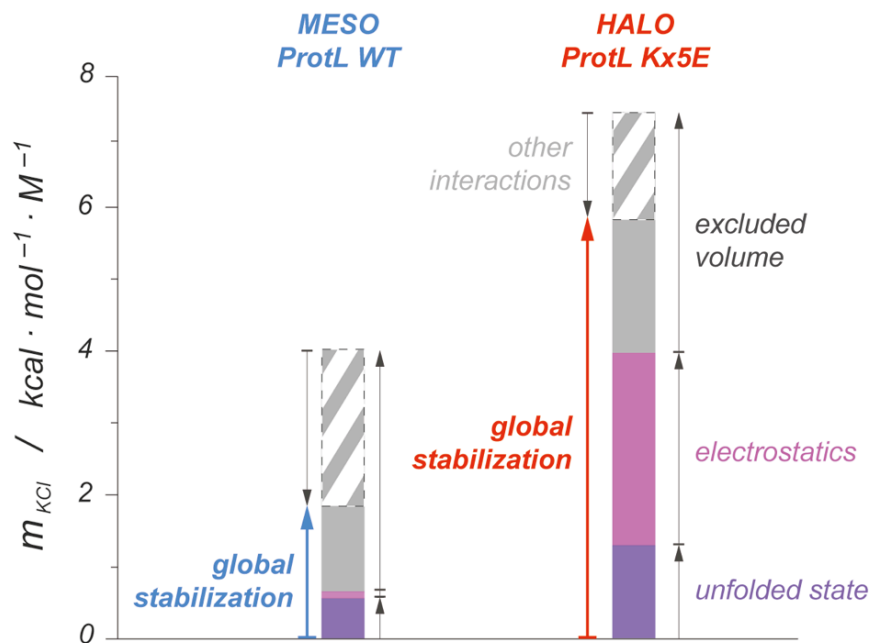 MESO
ProtL WT
HALO
ProtL Kx5E
8
6
4
2
0
m KCl / kcal · mol⁻¹ · M⁻¹
other
interactions
excluded
volume
global
stabilization
electrostatics
global
stabilization
unfolded state